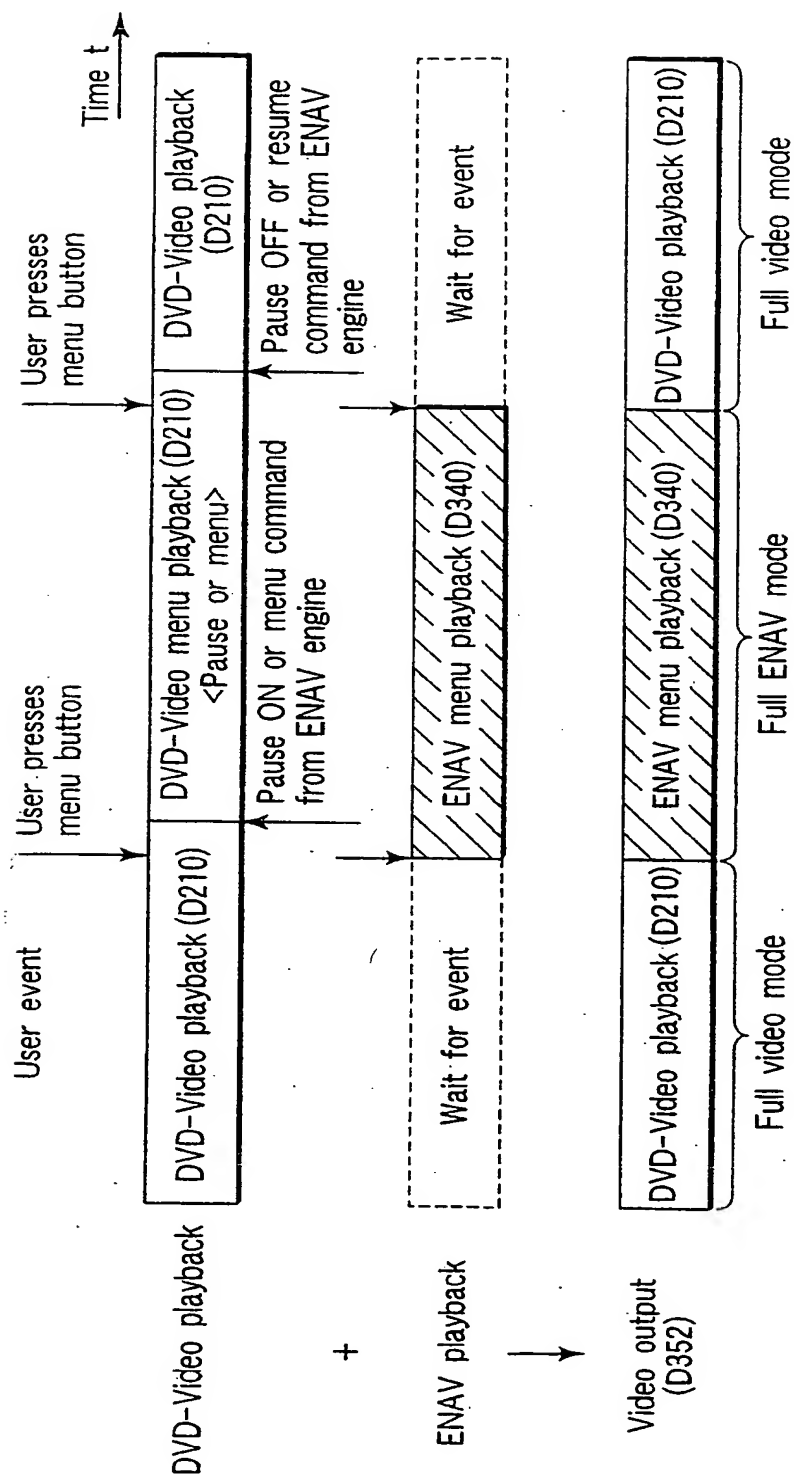 Time t
User event
User presses
menu button
User presses
menu button
DVD-Video playback
DVD-Video playback (D210)
DVD-Video menu playback (D210)
<Pause or menu>
DVD-Video playback
(D210)
Pause ON or menu command
from ENAV engine
Pause OFF or resume
command from ENAV
engine
+
ENAV playback
Wait for event
ENAV menu playback (D340)
Wait for event
Video output
(D352)
DVD-Video playback (D210)
ENAV menu playback (D340)
DVD-Video playback (D210)
Full video mode
Full ENAV mode
Full video mode